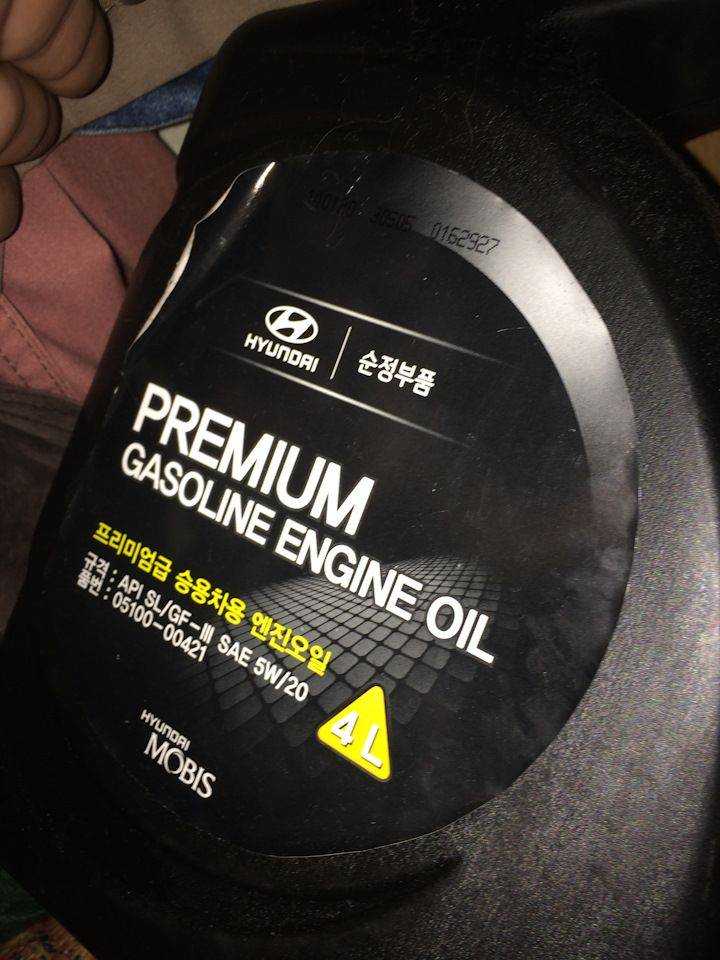 30505 0162927
HYUNDAI 순정부품
PREMIUM
GASOLINE ENGINE OIL
프리미엄급 승용차용 엔진오일
규격 : API SL/GF-III SAE 5W/20
품번 : 05100-00421
4 L
HYUNDAI
MOBIS